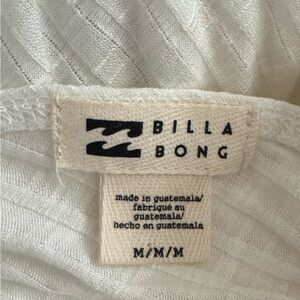 BILLA
BONG
made in guatemala/
fabriqué au
guatemala/
hecho en guatemala
M/M/M